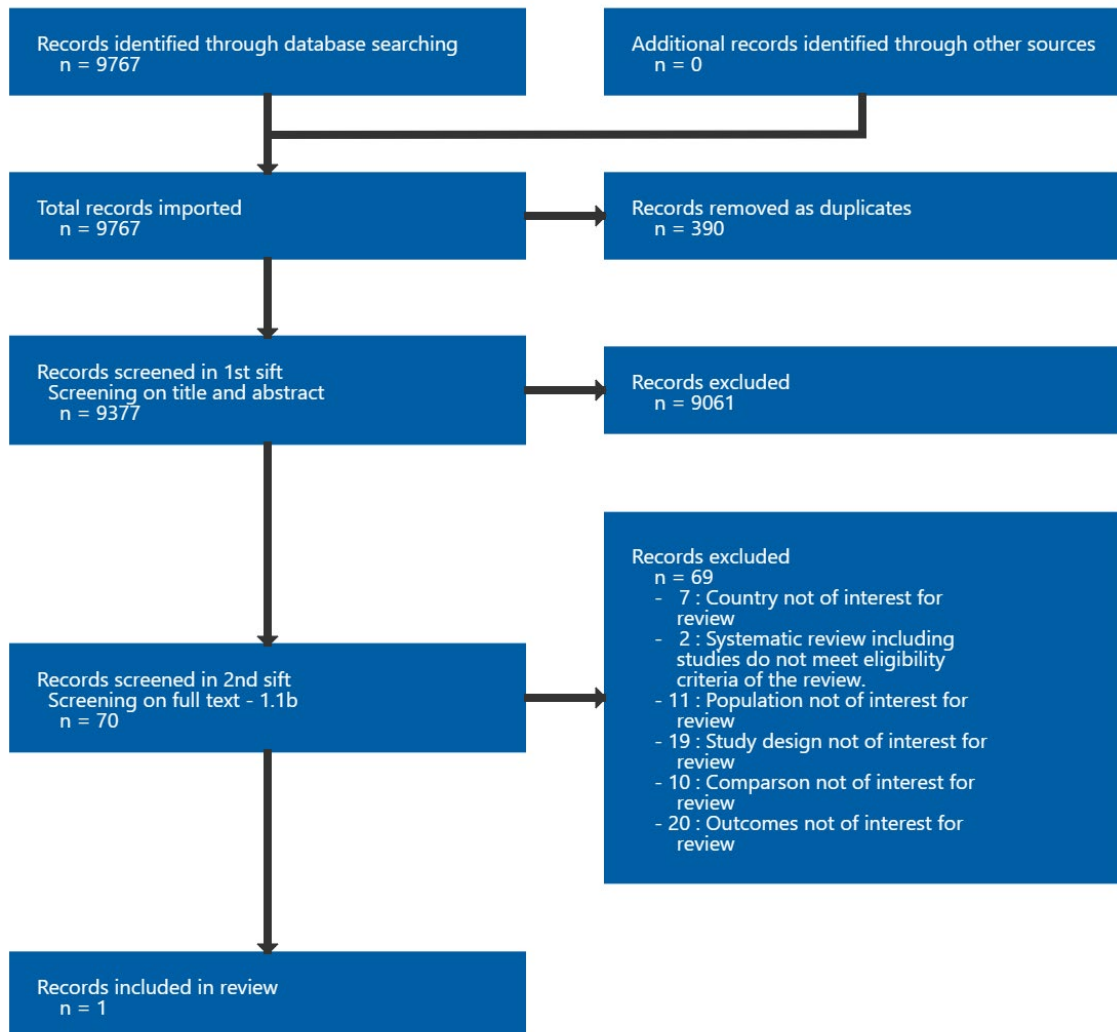 Records identified through database searching
n = 9767
Additional records identified through other sources
n = 0
Total records imported
n = 9767
Records removed as duplicates
n = 390
Records screened in 1st sift
Screening on title and abstract
n = 9377
Records excluded
n = 9061
Records screened in 2nd sift
Screening on full text - 1.1b
n = 70
Records excluded
n = 69
- 7 : Country not of interest for
review
- 2 : Systematic review including
studies do not meet eligibility
criteria of the review.
- 11 : Population not of interest for
review
- 19 : Study design not of interest for
review
- 10 : Comparson not of interest for
review
- 20 : Outcomes not of interest for
review
Records included in review
n = 1